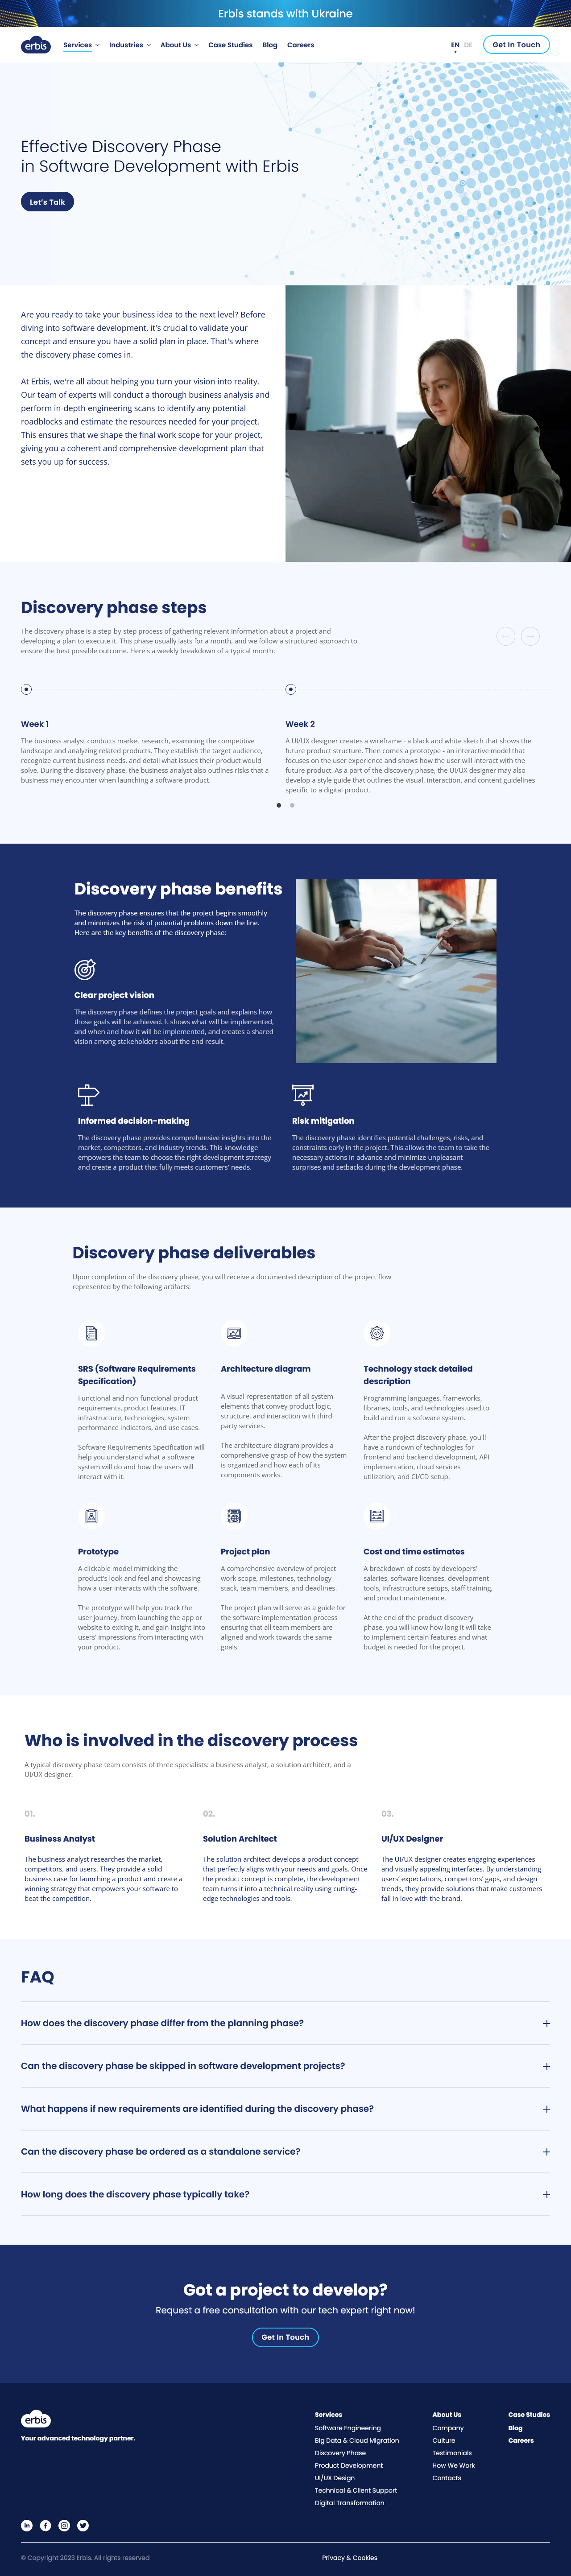 Erbis stands with Ukraine
erbis
Services
Industries
About Us
Case Studies
Blog
Careers
EN
DE
Get In Touch
Effective Discovery Phase
in Software Development with Erbis
Let's Talk
Are you ready to take your business idea to the next level? Before
diving into software development, it's crucial to validate your
concept and ensure you have a solid plan in place. That's where
the discovery phase comes in.
At Erbis, we're all about helping you turn your vision into reality.
Our team of experts will conduct a thorough business analysis and
perform in-depth engineering scans to identify any potential
roadblocks and estimate the resources needed for your project.
This ensures that we shape the final work scope for your project,
giving you a coherent and comprehensive development plan that
sets you up for success.
Discovery phase steps
The discovery phase is a step-by-step process of gathering relevant information about a project and
developing a plan to execute it. This phase usually lasts for a month, and we follow a structured approach to
ensure the best possible outcome. Here's a weekly breakdown of a typical month:
Week 1
The business analyst conducts market research, examining the competitive
landscape and analyzing related products. They establish the target audience,
recognize current business needs, and detail what issues their product would
solve. During the discovery phase, the business analyst also outlines risks that a
business may encounter when launching a software product.
Week 2
A UI/UX designer creates a wireframe - a black and white sketch that shows the
future product structure. Then comes a prototype - an interactive model that
focuses on the user experience and shows how the user will interact with the
future product. As a part of the discovery phase, the UI/UX designer may also
develop a style guide that outlines the visual, interaction, and content guidelines
specific to a digital product.
Discovery phase benefits
The discovery phase ensures that the project begins smoothly
and minimizes the risk of potential problems down the line.
Here are the key benefits of the discovery phase:
Clear project vision
The discovery phase defines the project goals and explains how
those goals will be achieved. It shows what will be implemented,
and when and how it will be implemented, and creates a shared
vision among stakeholders about the end result.
Informed decision-making
The discovery phase provides comprehensive insights into the
market, competitors, and industry trends. This knowledge
empowers the team to choose the right development strategy
and create a product that fully meets customers' needs.
Risk mitigation
The discovery phase identifies potential challenges, risks, and
constraints early in the project. This allows the team to take the
necessary actions in advance and minimize unpleasant
surprises and setbacks during the development phase.
Discovery phase deliverables
Upon completion of the discovery phase, you will receive a documented description of the project flow
represented by the following artifacts:
SRS (Software Requirements
Specification)
Functional and non-functional product
requirements, product features, IT
infrastructure, technologies, system
performance indicators, and use cases.
Software Requirements Specification will
help you understand what a software
system will do and how the users will
interact with it.
Architecture diagram
A visual representation of all system
elements that convey product logic,
structure, and interaction with third-
party services.
The architecture diagram provides a
comprehensive grasp of how the system
is organized and how each of its
components works.
Technology stack detailed
description
Programming languages, frameworks,
libraries, tools, and technologies used to
build and run a software system.
After the project discovery phase, you'll
have a rundown of technologies for
frontend and backend development, API
implementation, cloud services
utilization, and CI/CD setup.
Prototype
A clickable model mimicking the
product's look and feel and showcasing
how a user interacts with the software.
The prototype will help you track the
user journey, from launching the app or
website to exiting it, and gain insight into
users' impressions from interacting with
your product.
Project plan
A comprehensive overview of project
work scope, milestones, technology
stack, team members, and deadlines.
The project plan will serve as a guide for
the software implementation process
ensuring that all team members are
aligned and work towards the same
goals.
Cost and time estimates
A breakdown of costs by developers'
salaries, software licenses, development
tools, infrastructure setups, staff training,
and product maintenance.
At the end of the product discovery
phase, you will know how long it will take
to implement certain features and what
budget is needed for the project.
Who is involved in the discovery process
A typical discovery phase team consists of three specialists: a business analyst, a solution architect, and a
UI/UX designer.
01.
Business Analyst
The business analyst researches the market,
competitors, and users. They provide a solid
business case for launching a product and create a
winning strategy that empowers your software to
beat the competition.
02.
Solution Architect
The solution architect develops a product concept
that perfectly aligns with your needs and goals. Once
the product concept is complete, the development
team turns it into a technical reality using cutting-
edge technologies and tools.
03.
UI/UX Designer
The UI/UX designer creates engaging experiences
and visually appealing interfaces. By understanding
users' expectations, competitors' gaps, and design
trends, they provide solutions that make customers
fall in love with the brand.
FAQ
How does the discovery phase differ from the planning phase?
Can the discovery phase be skipped in software development projects?
What happens if new requirements are identified during the discovery phase?
Can the discovery phase be ordered as a standalone service?
How long does the discovery phase typically take?
Got a project to develop?
Request a free consultation with our tech expert right now!
Get In Touch
erbis
Your advanced technology partner.
Services
Software Engineering
Big Data & Cloud Migration
Discovery Phase
Product Development
UI/UX Design
Technical & Client Support
Digital Transformation
About Us
Company
Culture
Testimonials
How We Work
Contacts
Case Studies
Blog
Careers
© Copyright 2023 Erbis. All rights reserved
Privacy & Cookies